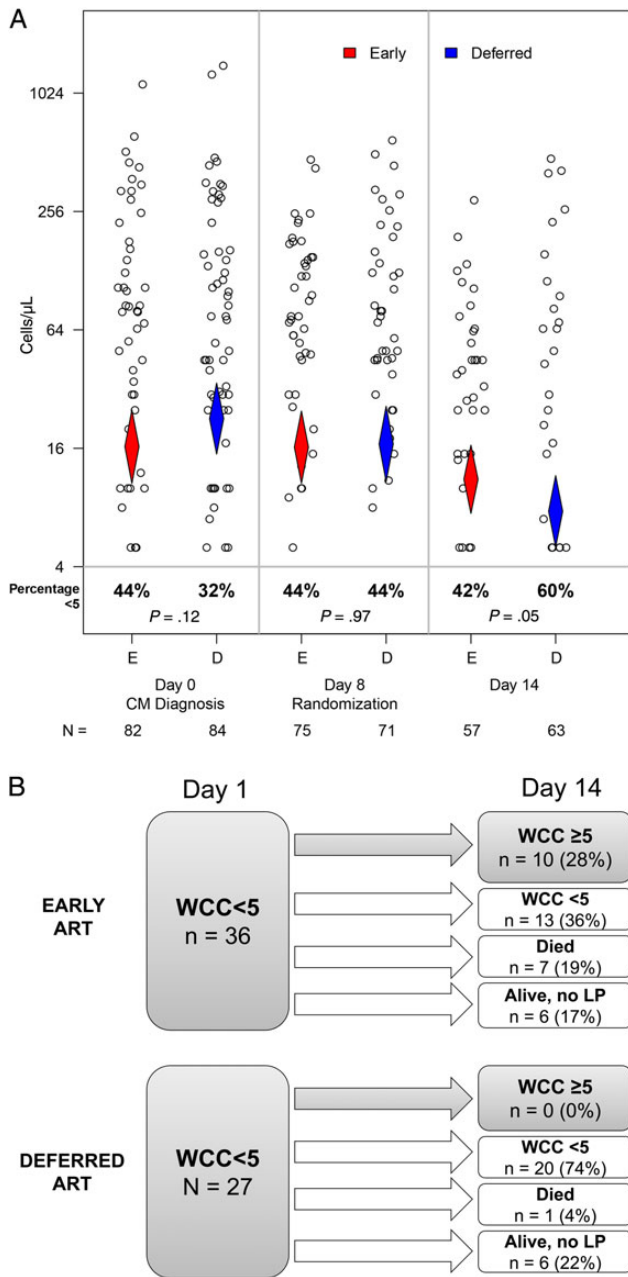 A
Early
Deferred
Cells/µL
1024
256
64
16
4
Percentage
<5
44%
32%
44%
44%
42%
60%
P = .12
P = .97
P = .05
E
D
E
D
E
D
Day 0
CM Diagnosis
Day 8
Randomization
Day 14
N =
82
84
75
71
57
63
B
Day 1
Day 14
EARLY
ART
WCC<5
n = 36
WCC ≥5
n = 10 (28%)
WCC <5
n = 13 (36%)
Died
n = 7 (19%)
Alive, no LP
n = 6 (17%)
DEFERRED
ART
WCC<5
N = 27
WCC ≥5
n = 0 (0%)
WCC <5
n = 20 (74%)
Died
n = 1 (4%)
Alive, no LP
n = 6 (22%)